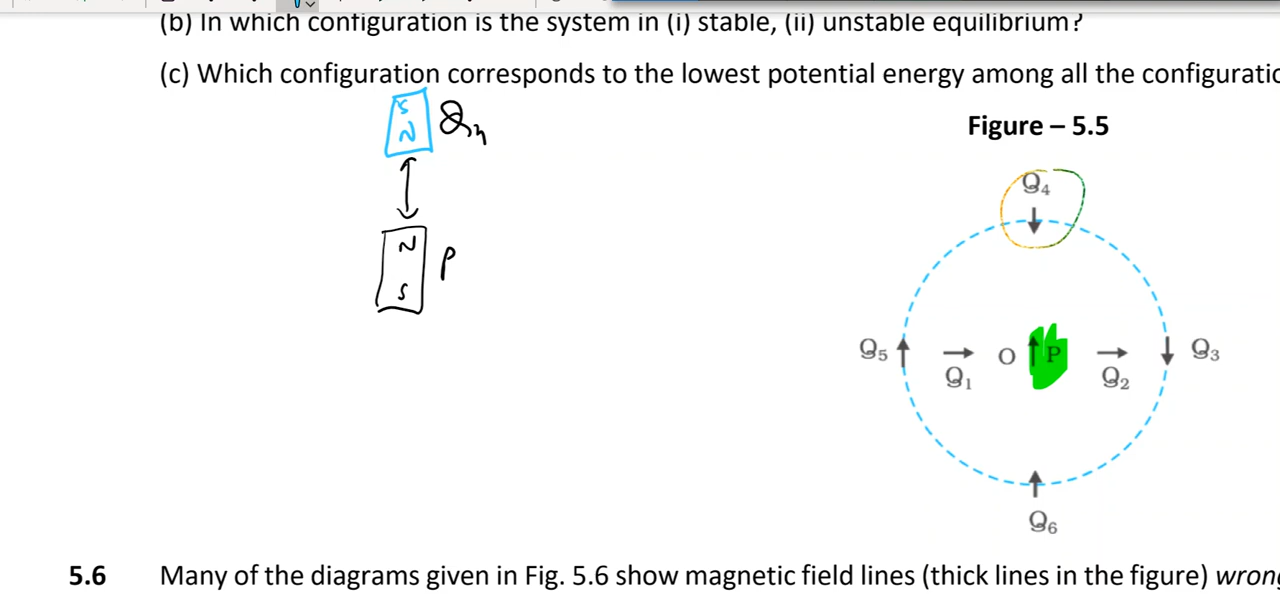 (b) In which configuration is the system in (i) stable, (ii) unstable equilibrium?
(c) Which configuration corresponds to the lowest potential energy among all the configuratio
Figure – 5.5
S
N
Q₄
N
S
P
Q₄
Q₅
Q₁
O
P
Q₂
Q₃
Q₆
5.6 Many of the diagrams given in Fig. 5.6 show magnetic field lines (thick lines in the figure) wrong